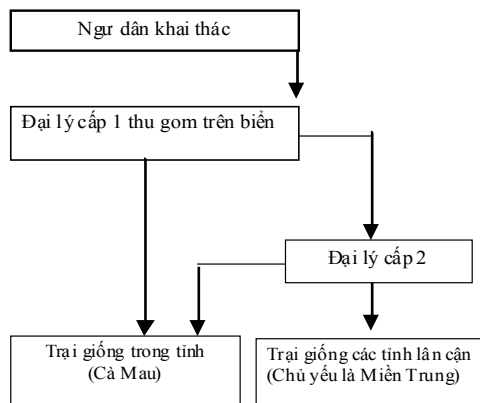 Ngư dân khai thác
Đại lý cấp 1 thu gom trên biển
Đại lý cấp 2
Trại giống trong tỉnh
(Cà Mau)
Trại giống các tỉnh lân cận
(Chủ yếu là Miền Trung)